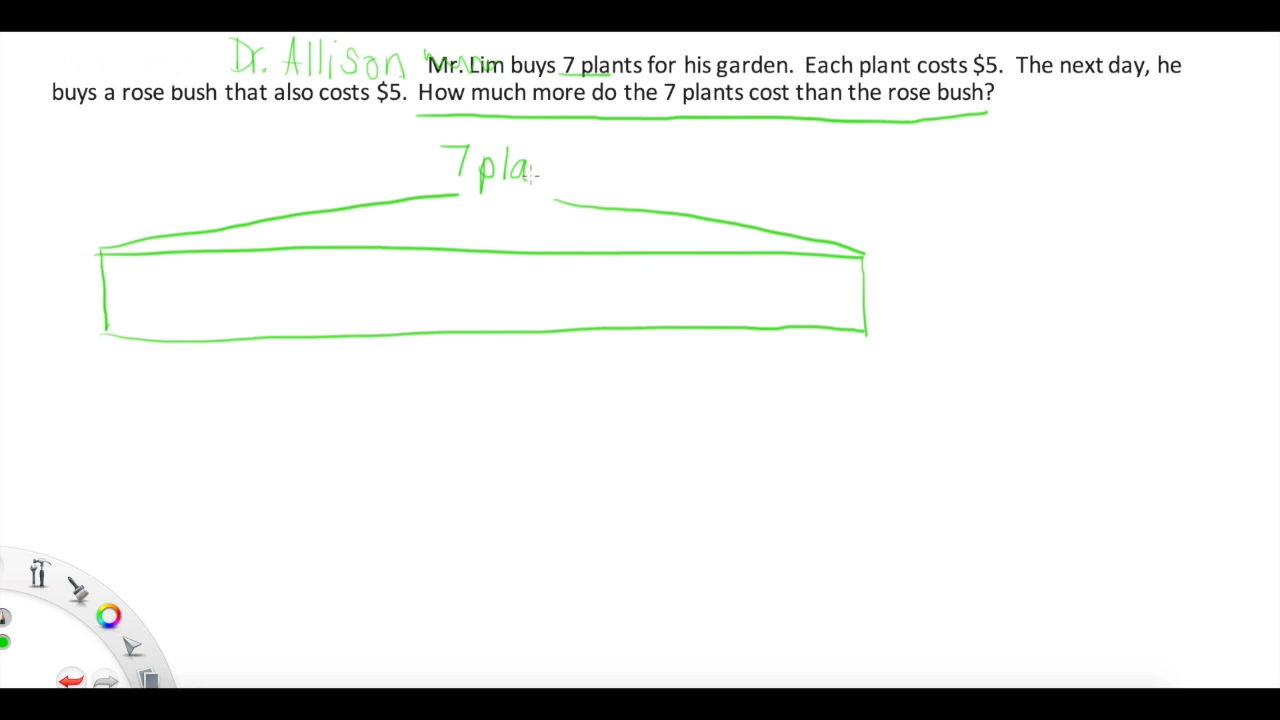 Dr. Allison Mr. Lim buys 7 plants for his garden. Each plant costs $5. The next day, he
buys a rose bush that also costs $5. How much more do the 7 plants cost than the rose bush?
7 pla